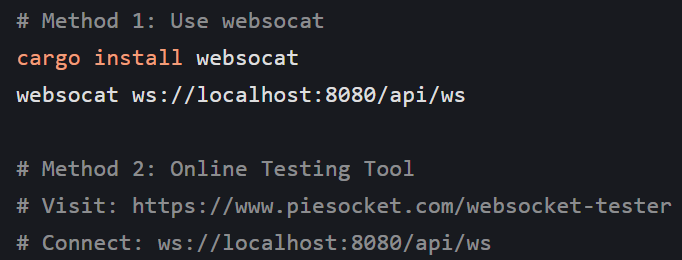 # Method 1: Use websocat
cargo install websocat
websocat ws://localhost:8080/api/ws

# Method 2: Online Testing Tool
# Visit: https://www.piesocket.com/websocket-tester
# Connect: ws://localhost:8080/api/ws